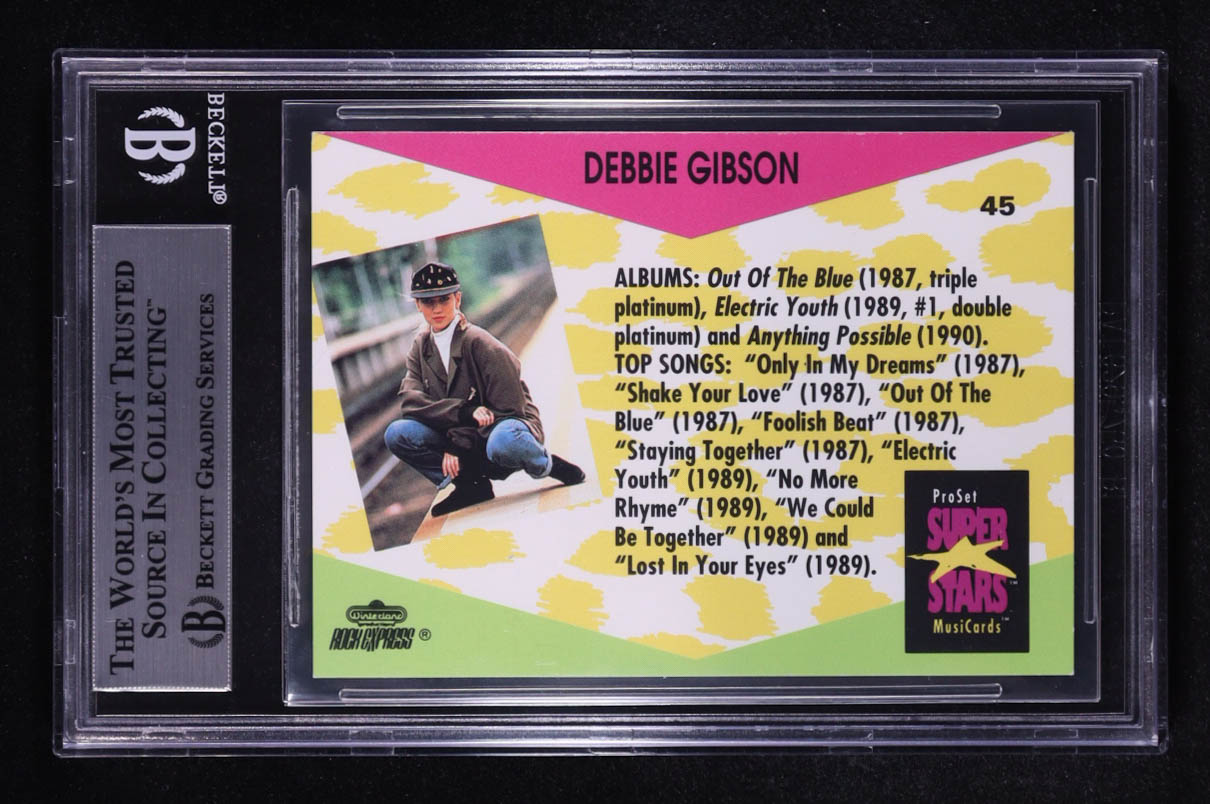 BECKETT®
THE WORLD'S MOST TRUSTED
SOURCE IN COLLECTING™
BECKETT GRADING SERVICES
DEBBIE GIBSON
45
ALBUMS: Out Of The Blue (1987, triple
platinum), Electric Youth (1989, #1, double
platinum) and Anything Possible (1990).
TOP SONGS: “Only In My Dreams” (1987),
“Shake Your Love” (1987), “Out Of The
Blue” (1987), “Foolish Beat” (1987),
“Staying Together” (1987), “Electric
Youth” (1989), “No More
Rhyme” (1989), “We Could
Be Together” (1989) and
“Lost In Your Eyes” (1989).
ProSet
SUPER
STARS™
MusiCards™
Winterland
ROCK EXPRESS®